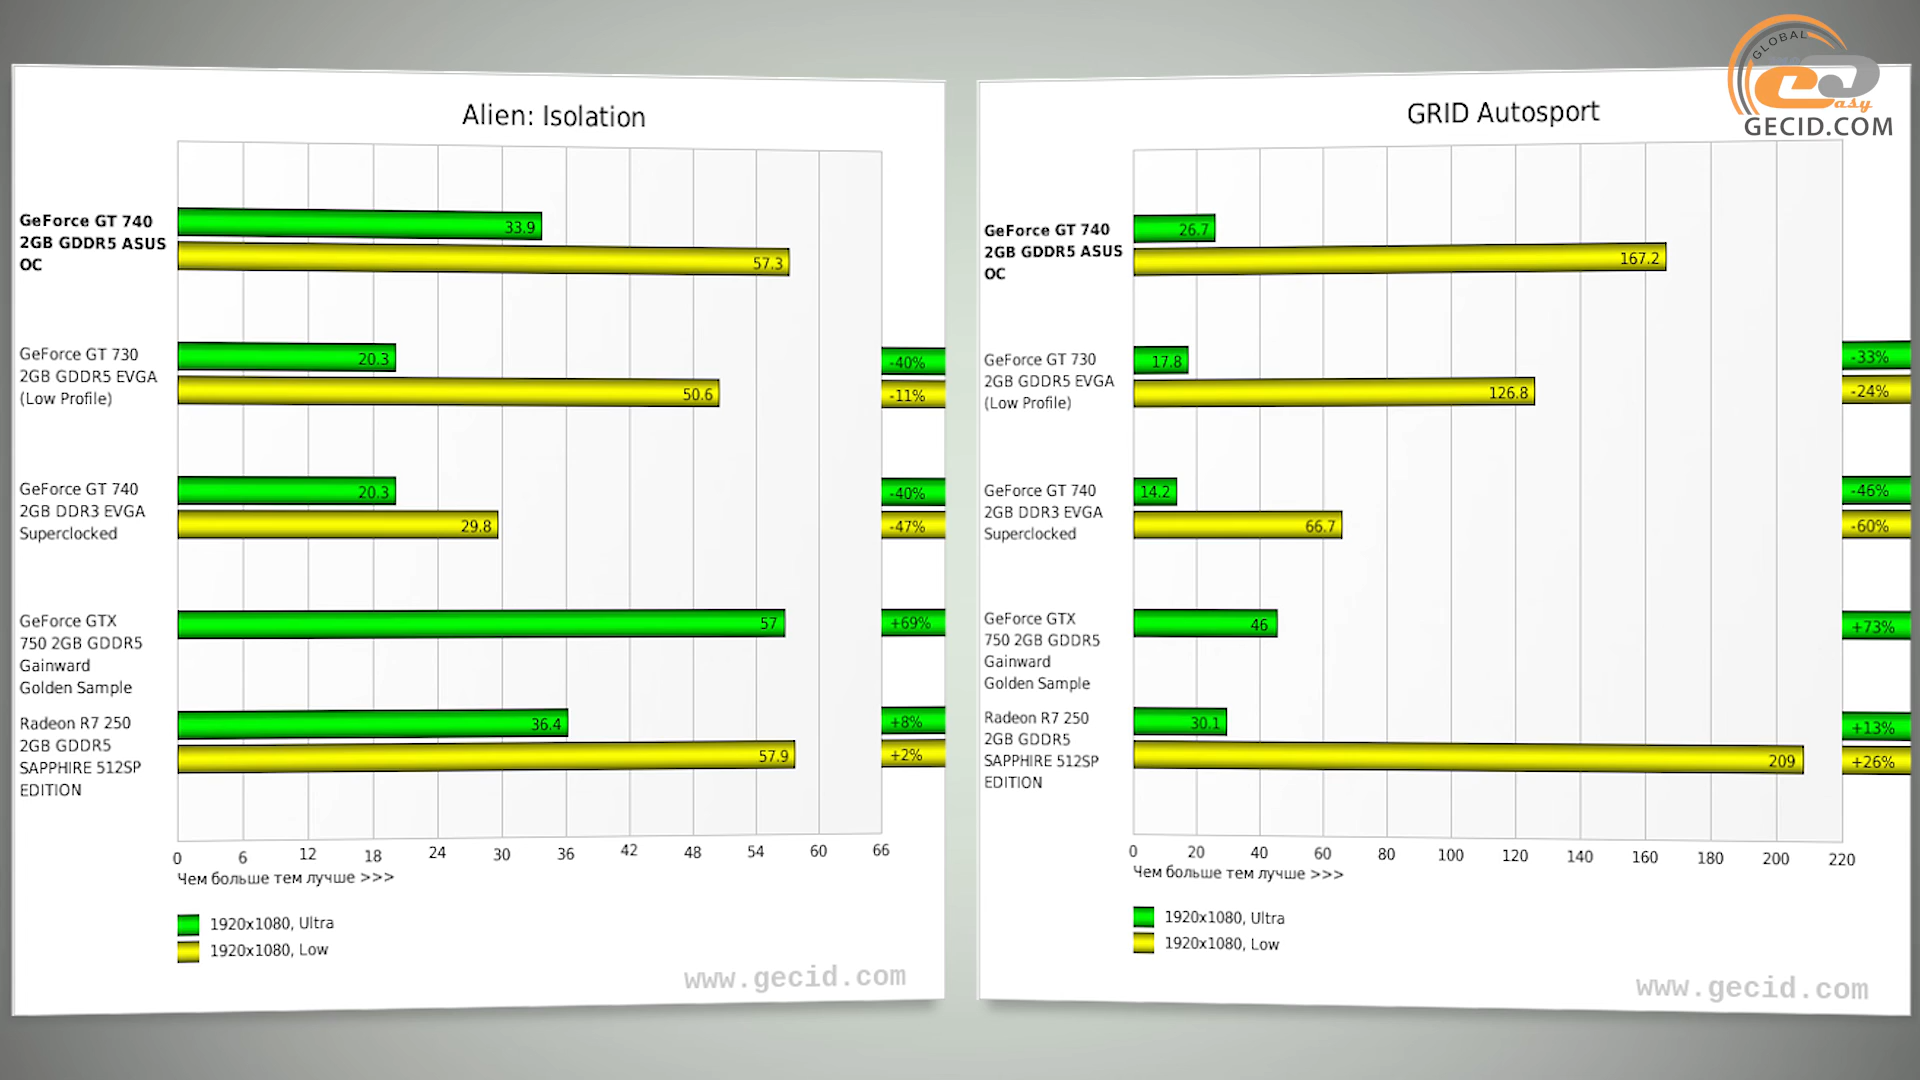 GLOBAL
easy
GECID.COM
Alien: Isolation
GeForce GT 740
2GB GDDR5 ASUS
OC
33.9
57.3
GeForce GT 730
2GB GDDR5 EVGA
(Low Profile)
20.3
50.6
-40%
-11%
GeForce GT 740
2GB DDR3 EVGA
Superclocked
20.3
29.8
-40%
-47%
GeForce GTX
750 2GB GDDR5
Gainward
Golden Sample
57
+69%
Radeon R7 250
2GB GDDR5
SAPPHIRE 512SP
EDITION
36.4
57.9
+8%
+2%
0 6 12 18 24 30 36 42 48 54 60 66
Чем больше тем лучше >>>
1920x1080, Ultra
1920x1080, Low
www.gecid.com
GRID Autosport
GeForce GT 740
2GB GDDR5 ASUS
OC
26.7
167.2
GeForce GT 730
2GB GDDR5 EVGA
(Low Profile)
17.8
126.8
-33%
-24%
GeForce GT 740
2GB DDR3 EVGA
Superclocked
14.2
66.7
-46%
-60%
GeForce GTX
750 2GB GDDR5
Gainward
Golden Sample
46
+73%
Radeon R7 250
2GB GDDR5
SAPPHIRE 512SP
EDITION
30.1
209
+13%
+26%
0 20 40 60 80 100 120 140 160 180 200 220
Чем больше тем лучше >>>
1920x1080, Ultra
1920x1080, Low
www.gecid.com